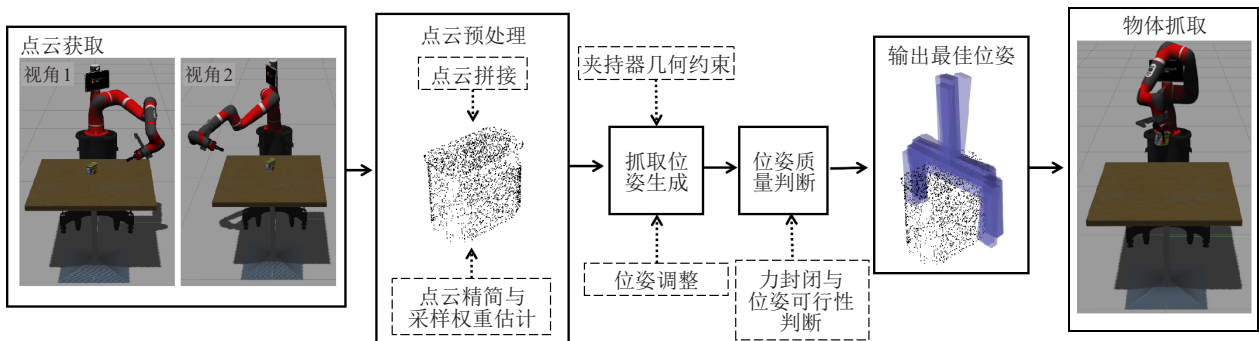 点云获取
视角1
视角2
点云预处理
点云拼接
点云精简与
采样权重估计
夹持器几何约束
抓取位
姿生成
位姿调整
位姿质
量判断
力封闭与
位姿可行性
判断
输出最佳位姿
物体抓取